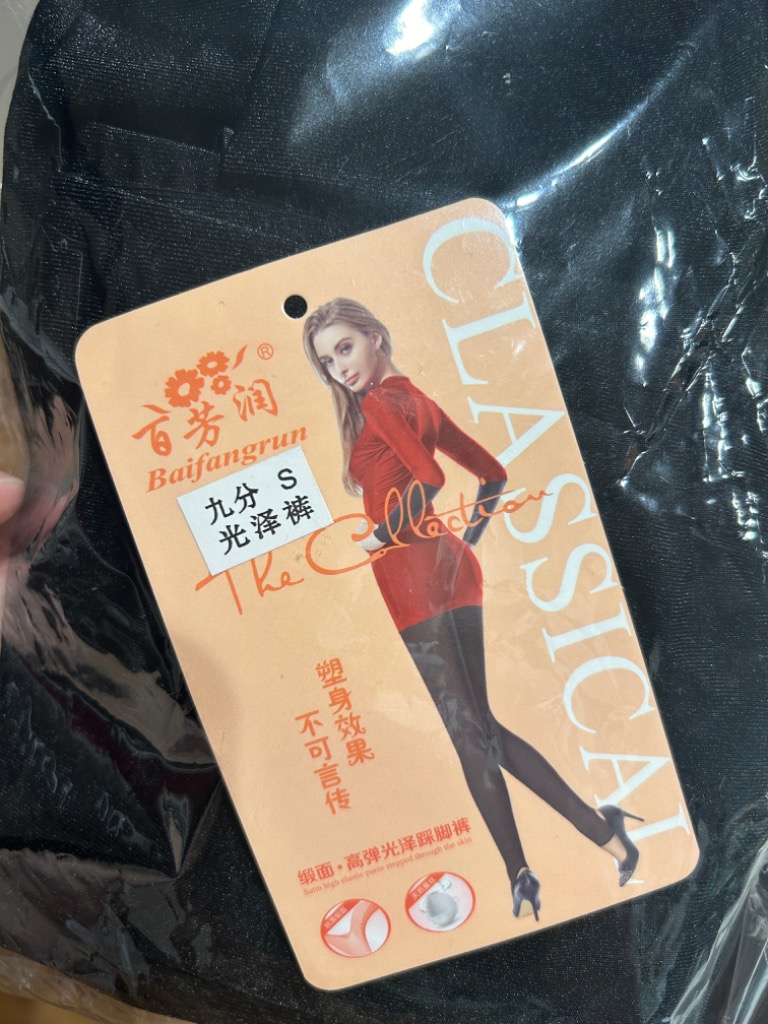 CLASSICAL
®
百芳润
Baifangrun
九分 S
光泽裤
The Collection
塑身效果
不可言传
缎面·高弹光泽踩脚裤
Satin high elastic pants stepped through the skin